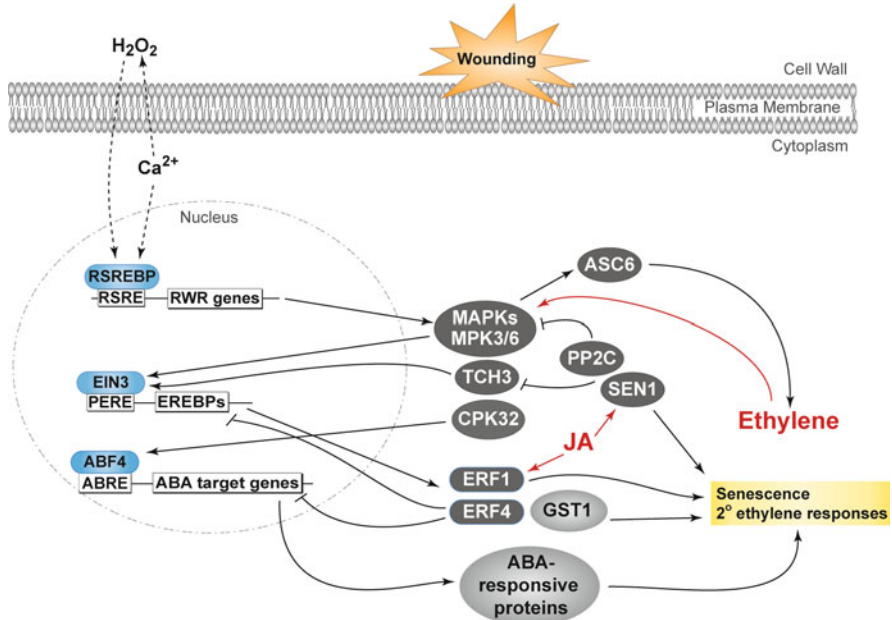 H₂O₂
Wounding
Cell Wall
Plasma Membrane
Cytoplasm
Ca²⁺
Nucleus
RSREBP
RSRE
RWR genes
ASC6
MAPKs
MPK3/6
PP2C
EIN3
TCH3
SEN1
PERE
EREBPs
CPK32
Ethylene
JA
ABF4
ABRE
ABA target genes
ERF1
ERF4
GST1
Senescence
2° ethylene responses
ABA-
responsive
proteins